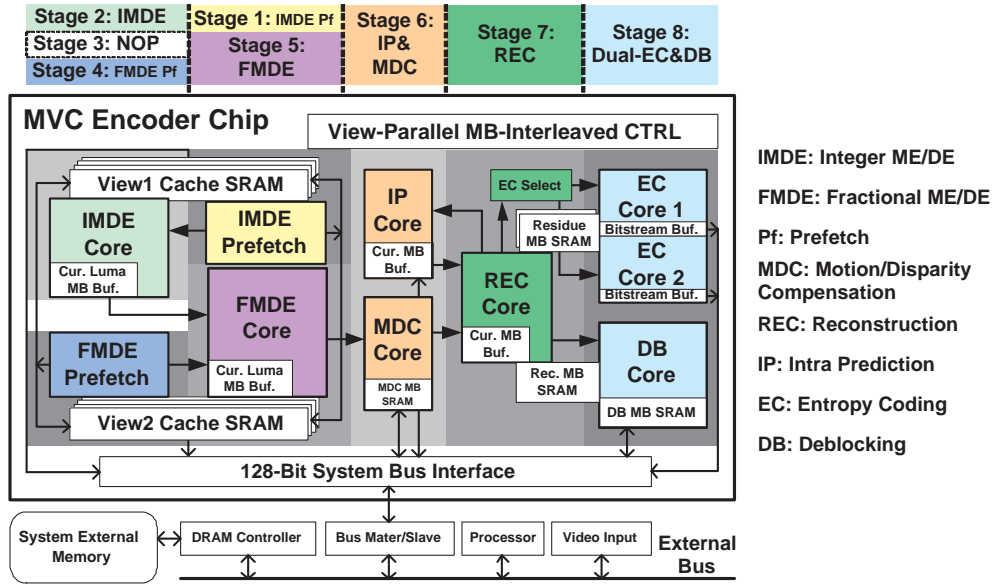 Stage 2: IMDE
Stage 3: NOP
Stage 4: FMDE Pf
Stage 1: IMDE Pf
Stage 5:
FMDE
Stage 6:
IP&
MDC
Stage 7:
REC
Stage 8:
Dual-EC&DB
MVC Encoder Chip
View-Parallel MB-Interleaved CTRL
View1 Cache SRAM
IMDE
Core
Cur. Luma
MB Buf.
IMDE
Prefetch
FMDE
Core
Cur. Luma
MB Buf.
FMDE
Prefetch
View2 Cache SRAM
IP
Core
Cur. MB
Buf.
MDC
Core
MDC MB
SRAM
EC Select
Residue
MB SRAM
REC
Core
Cur. MB
Buf.
Rec. MB
SRAM
EC
Core 1
Bitstream Buf.
EC
Core 2
Bitstream Buf.
DB
Core
DB MB SRAM
128-Bit System Bus Interface
System External
Memory
DRAM Controller
Bus Mater/Slave
Processor
Video Input
External
Bus
IMDE: Integer ME/DE
FMDE: Fractional ME/DE
Pf: Prefetch
MDC: Motion/Disparity
Compensation
REC: Reconstruction
IP: Intra Prediction
EC: Entropy Coding
DB: Deblocking